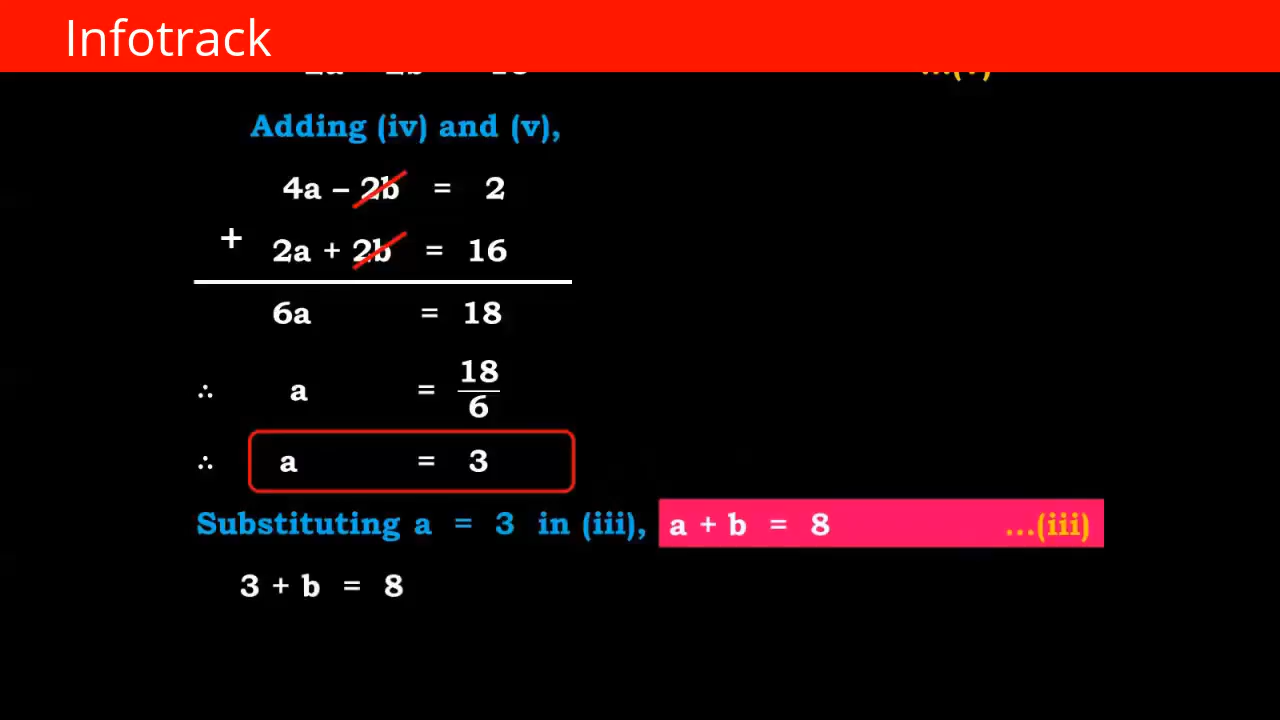 Infotrack
Adding (iv) and (v),
4a – 2b = 2
+ 2a + 2b = 16
6a = 18
∴ a = 18/6
∴ a = 3
Substituting a = 3 in (iii), a + b = 8 ...(iii)
3 + b = 8